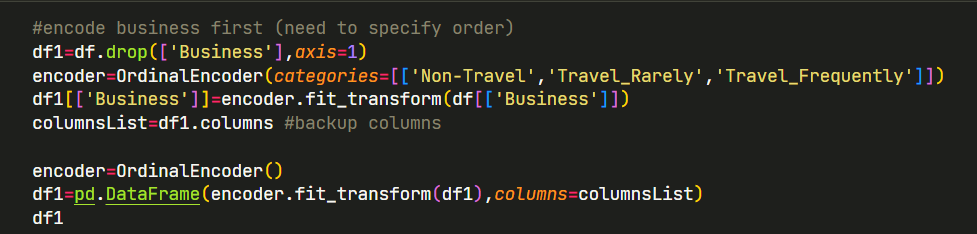 #encode business first (need to specify order)
df1=df.drop(['Business'],axis=1)
encoder=OrdinalEncoder(categories=[['Non-Travel','Travel_Rarely','Travel_Frequently']])
df1[['Business']]=encoder.fit_transform(df[['Business']])
columnsList=df1.columns #backup columns
encoder=OrdinalEncoder()
df1=pd.DataFrame(encoder.fit_transform(df1),columns=columnsList)
df1